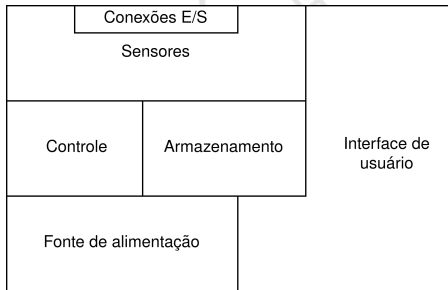 Conexões E/S
Sensores
Controle
Armazenamento
Interface de
usuário
Fonte de alimentação